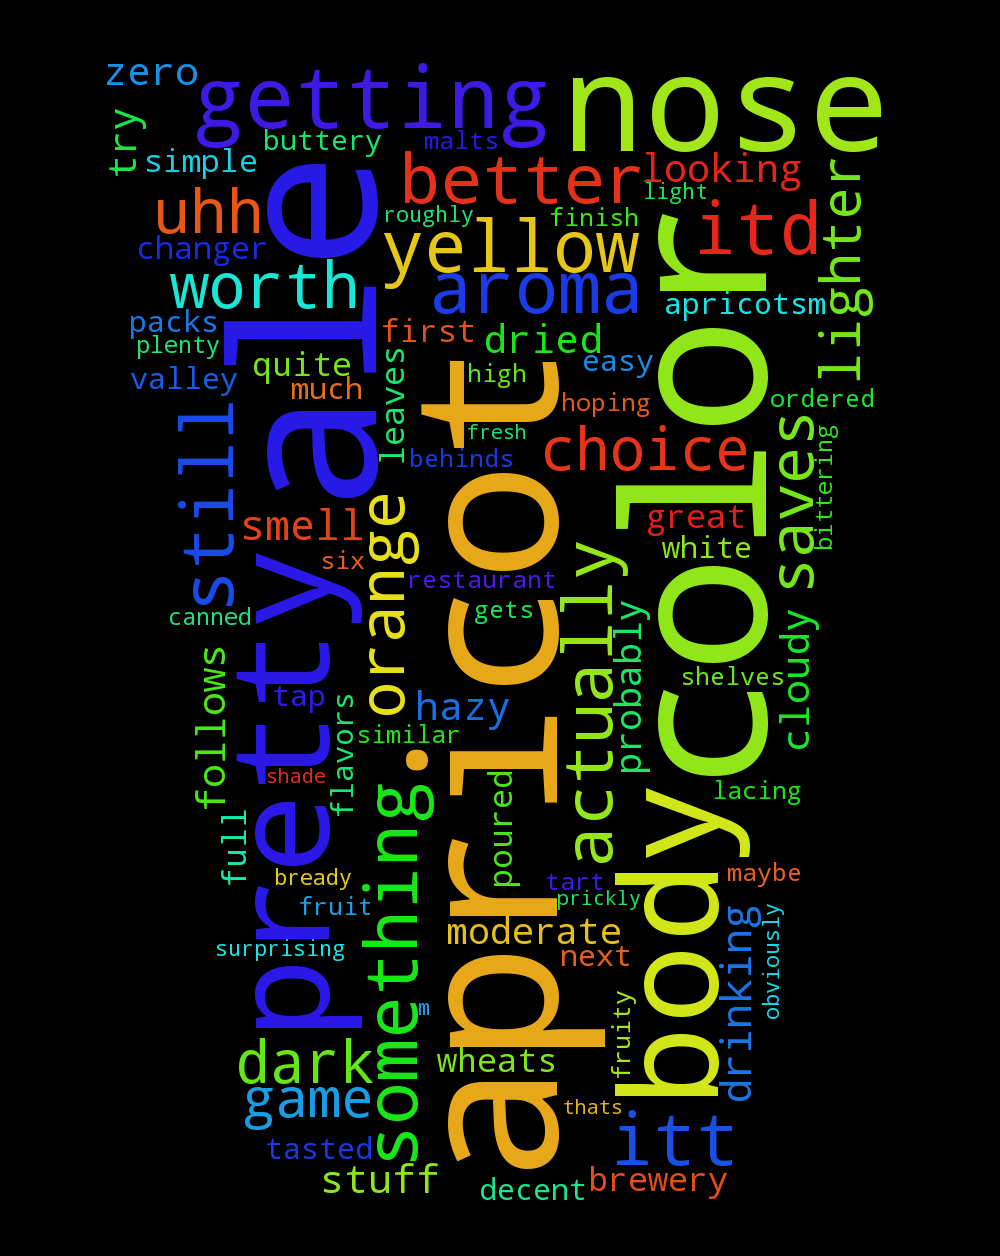 zero
getting
nose
try
buttery
malts
simple
better
looking
light
ale
uhh
roughly
finish
itd
lighter
changer
yellow
worth
aroma
apricotsm
packs
first
dried
plenty
quite
easy
valley
much
leaves
high
hoping
ordered
color
still
fresh
behinds
choice
saves
bittering
smell
orange
great
white
six
restaurant
canned
gets
actually
probably
cloudy
pretty
apricot
follows
tap
flavors
hazy
shelves
similar
shade
something.
poured
lacing
full
bready
tart
maybe
body
fruit
prickly
moderate
surprising
next
drinking
obviously
m
fruity
dark
wheats
game
thats
itt
tasted
stuff
decent
brewery